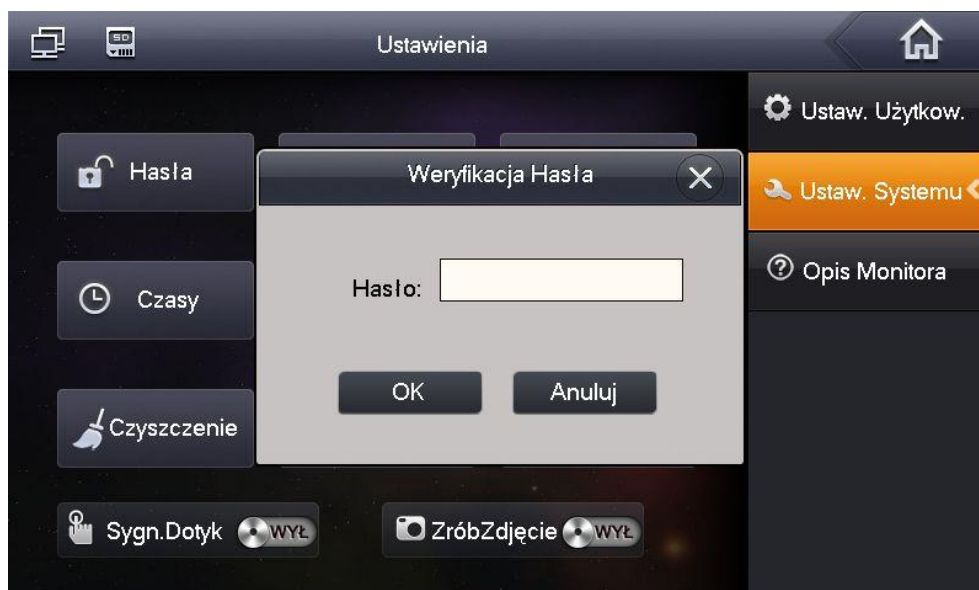 SD
Ustawienia
Ustaw. Użytkow.
Hasła
Weryfikacja Hasła
Ustaw. Systemu
Opis Monitora
Hasło:
Czasy
OK Anuluj
Czyszczenie
Sygn.Dotyk WYŁ ZróbZdjęcie WYŁ